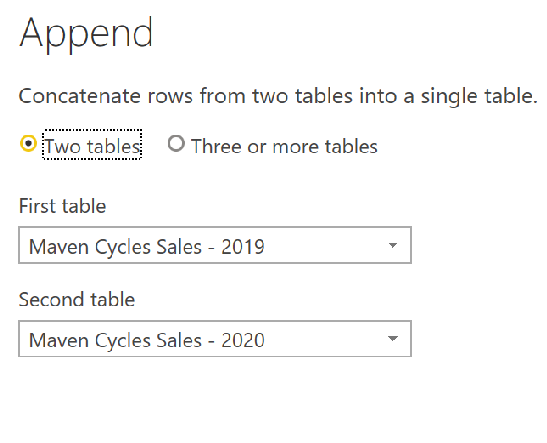 Append
Concatenate rows from two tables into a single table.
Two tables Three or more tables
First table
Maven Cycles Sales - 2019
Second table
Maven Cycles Sales - 2020